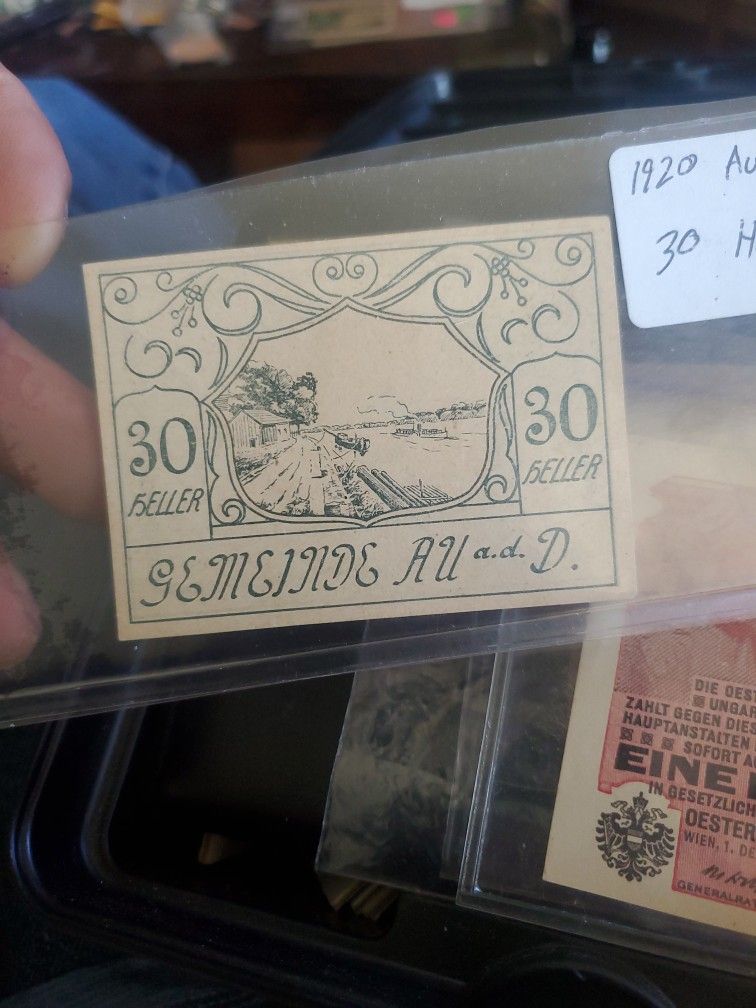 1920 Au
30 H
30
HELLER
30
HELLER
GEMEINDE AU a.d. D.
DIE OEST
UNGAR
ZAHLT GEGEN DIES
HAUPTANSTALTEN
SOFORT A
EINE
IN GESETZLICH
OESTER
WIEN, 1. DE
GENERALRAT